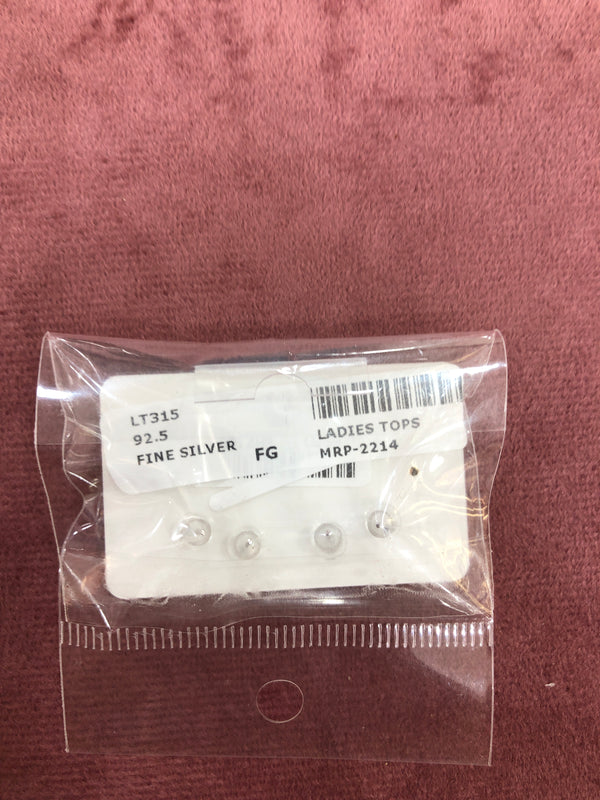 LT315
92.5
FINE SILVER
FG
LADIES TOPS
MRP-2214